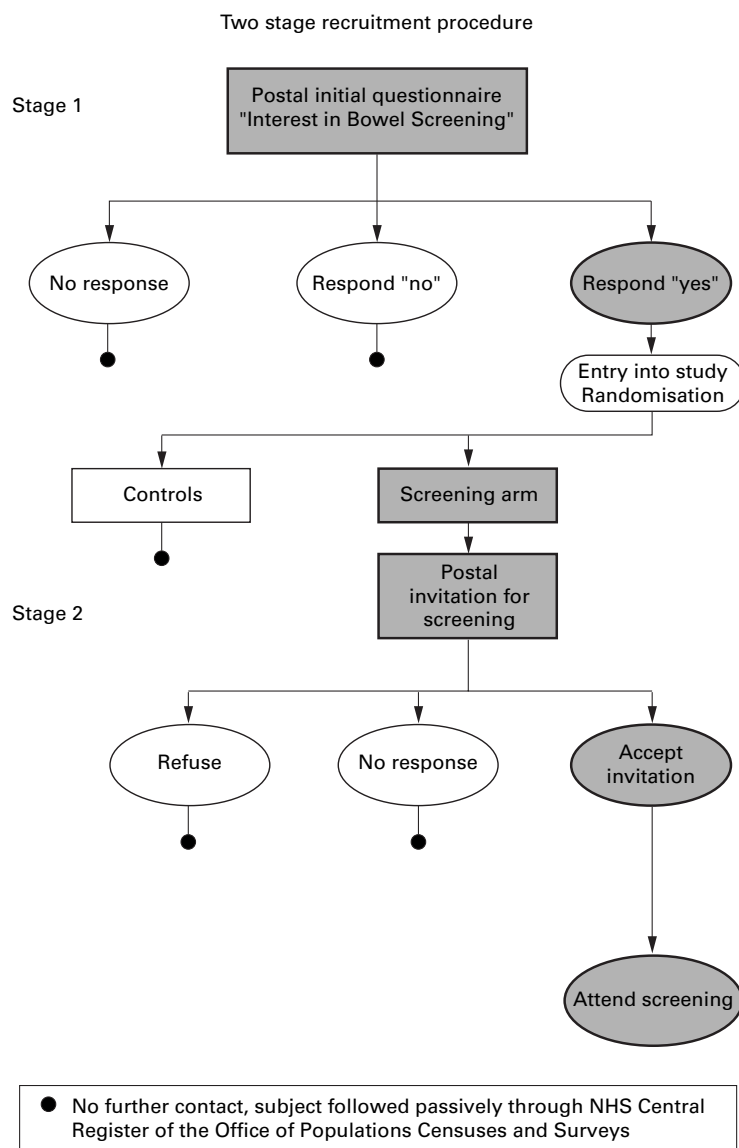 Two stage recruitment procedure
Stage 1
Postal initial questionnaire
"Interest in Bowel Screening"
No response
Respond "no"
Respond "yes"
Entry into study
Randomisation
Controls
Screening arm
Postal
invitation for
screening
Stage 2
Refuse
No response
Accept
invitation
Attend screening
No further contact, subject followed passively through NHS Central
Register of the Office of Populations Censuses and Surveys